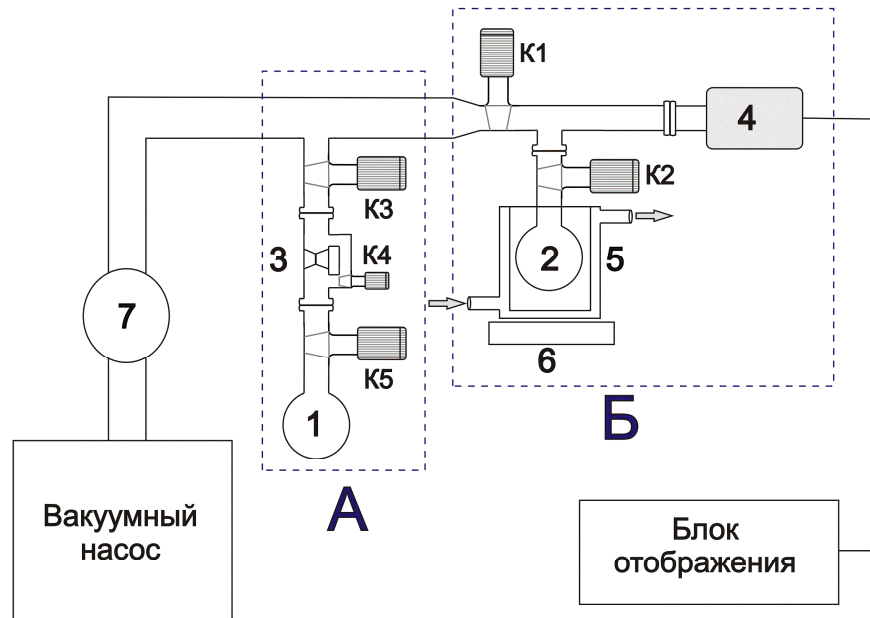 К1
4
К2
К3
3
К4
2
5
7
6
К5
1
Б
А
Вакуумный
насос
Блок
отображения